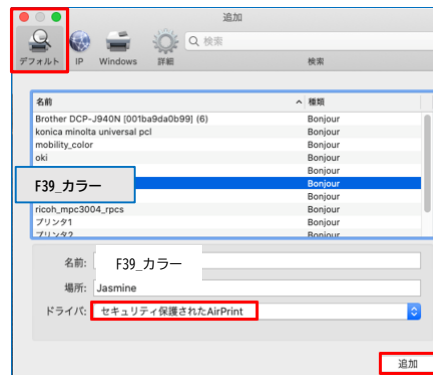 追加
検索
デフォルト IP Windows 詳細 検索
名前 種類
Brother DCP-J940N [001ba9da0b99] (6) Bonjour
konica minolta universal pcl Bonjour
mobility_color Bonjour
oki Bonjour
Bonjour
F39_カラー Bonjour
Bonjour
ricoh_mpc3004_rpcs Bonjour
プリンタ1 Bonjour
プリンタ2 Bonjour
名前: F39_カラー
場所: Jasmine
ドライバ: セキュリティ保護されたAirPrint
追加